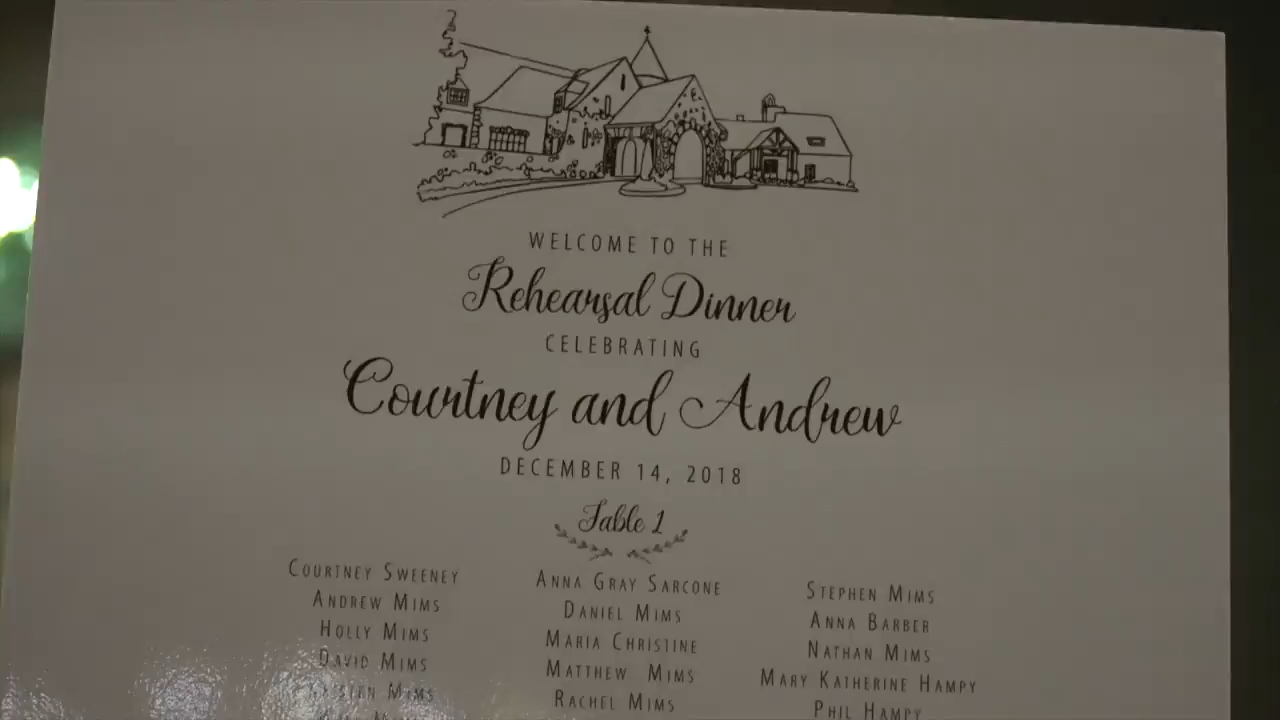 WELCOME TO THE
Rehearsal Dinner
CELEBRATING
Courtney and Andrew
DECEMBER 14, 2018
Table 1
COURTNEY SWEENEY
ANDREW MIMS
HOLLY MIMS
DAVID MIMS
MIMS
ANNA GRAY SARCONE
DANIEL MIMS
MARIA CHRISTINE
MATTHEW MIMS
RACHEL MIMS
STEPHEN MIMS
ANNA BARBER
NATHAN MIMS
MARY KATHERINE HAMPY
PHIL HAMPY